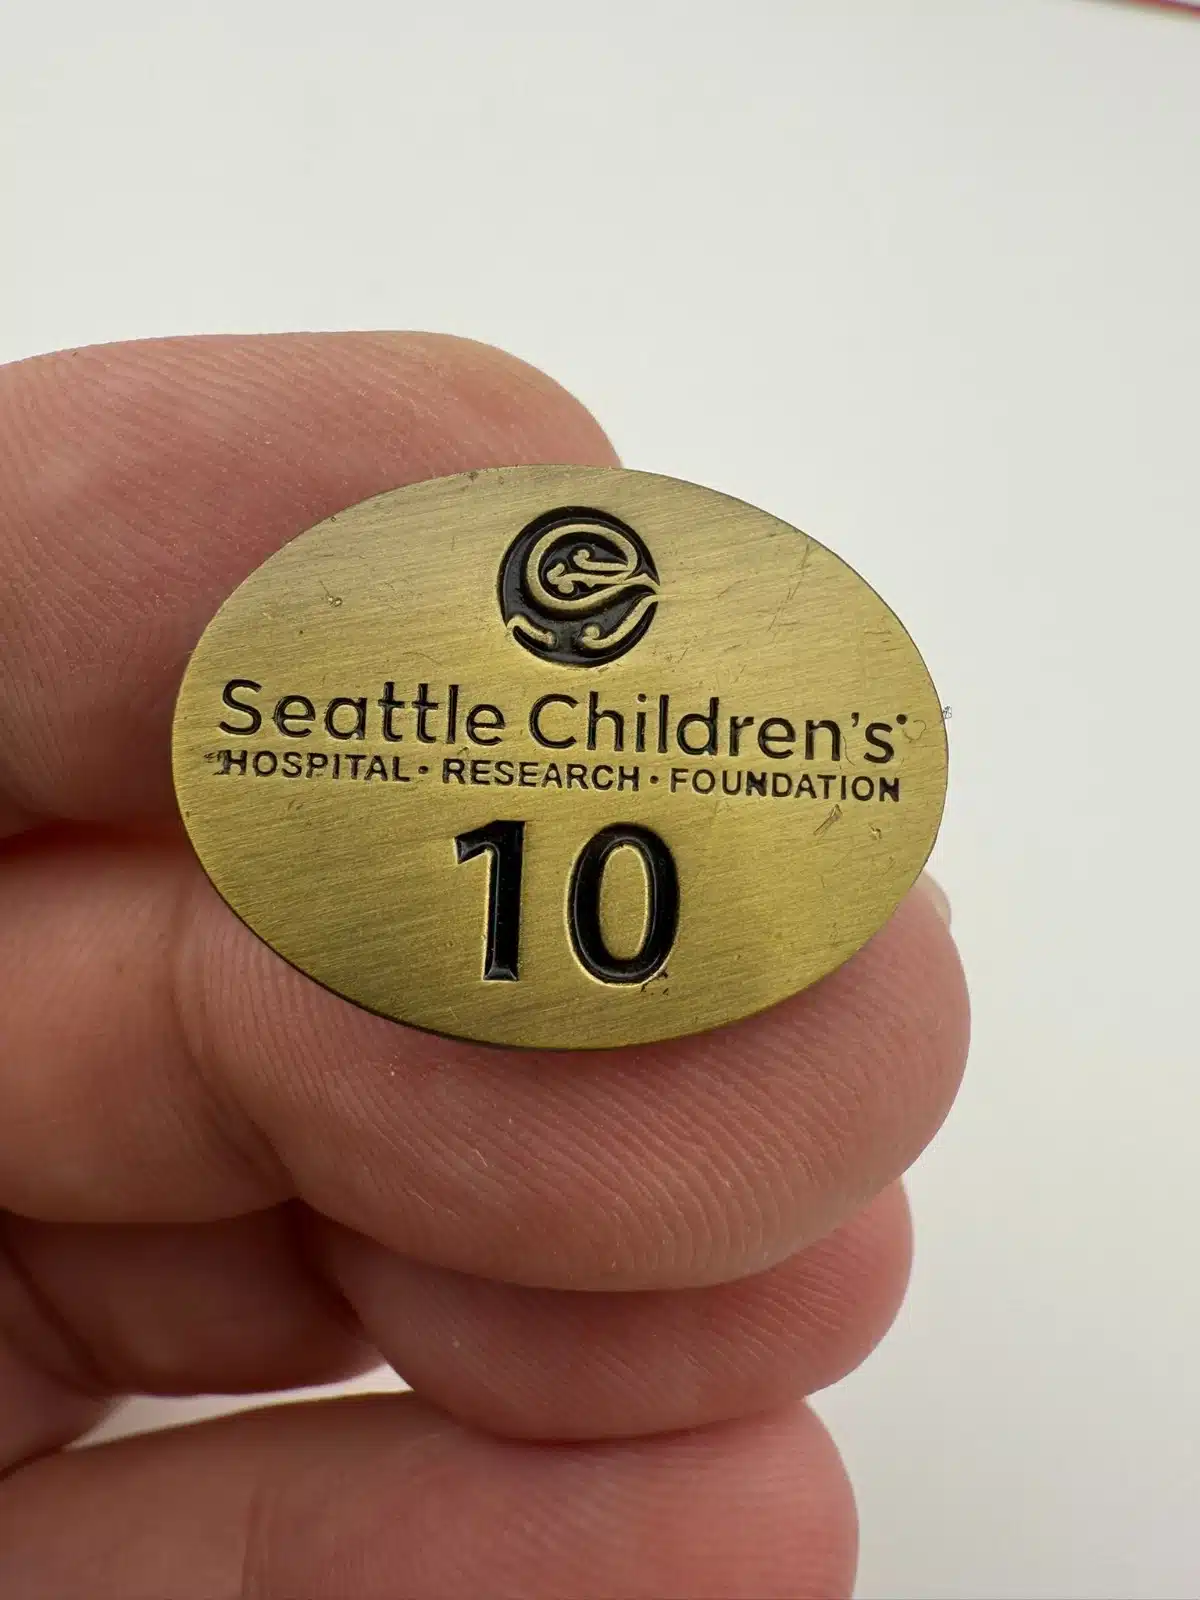 Seattle Children's
HOSPITAL • RESEARCH • FOUNDATION
10